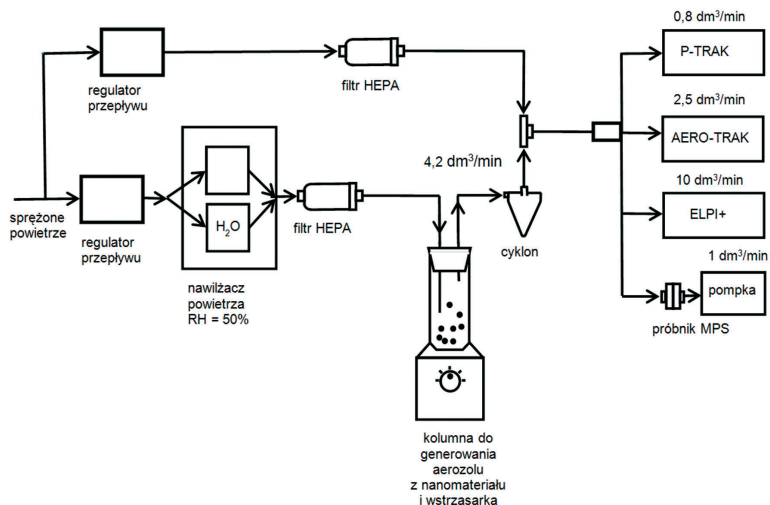 0,8 dm³/min
P-TRAK
regulator
przepływu
filtr HEPA
2,5 dm³/min
AERO-TRAK
4,2 dm³/min
sprężone
powietrze
regulator
przepływu
H₂O
filtr HEPA
cyklon
10 dm³/min
ELPI+
nawilżacz
powietrza
RH = 50%
1 dm³/min
pompka
próbnik MPS
kolumna do
generowania
aerozolu
z nanomateriału
i wstrzasarka